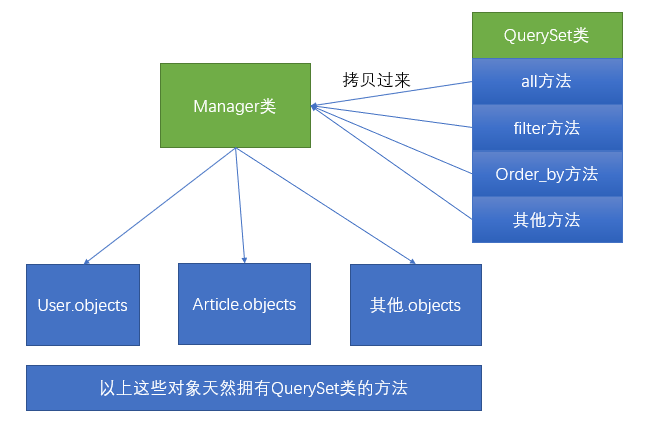 QuerySet类
all方法
filter方法
Order_by方法
其他方法
拷贝过来
Manager类
User.objects
Article.objects
其他.objects
以上这些对象天然拥有QuerySet类的方法